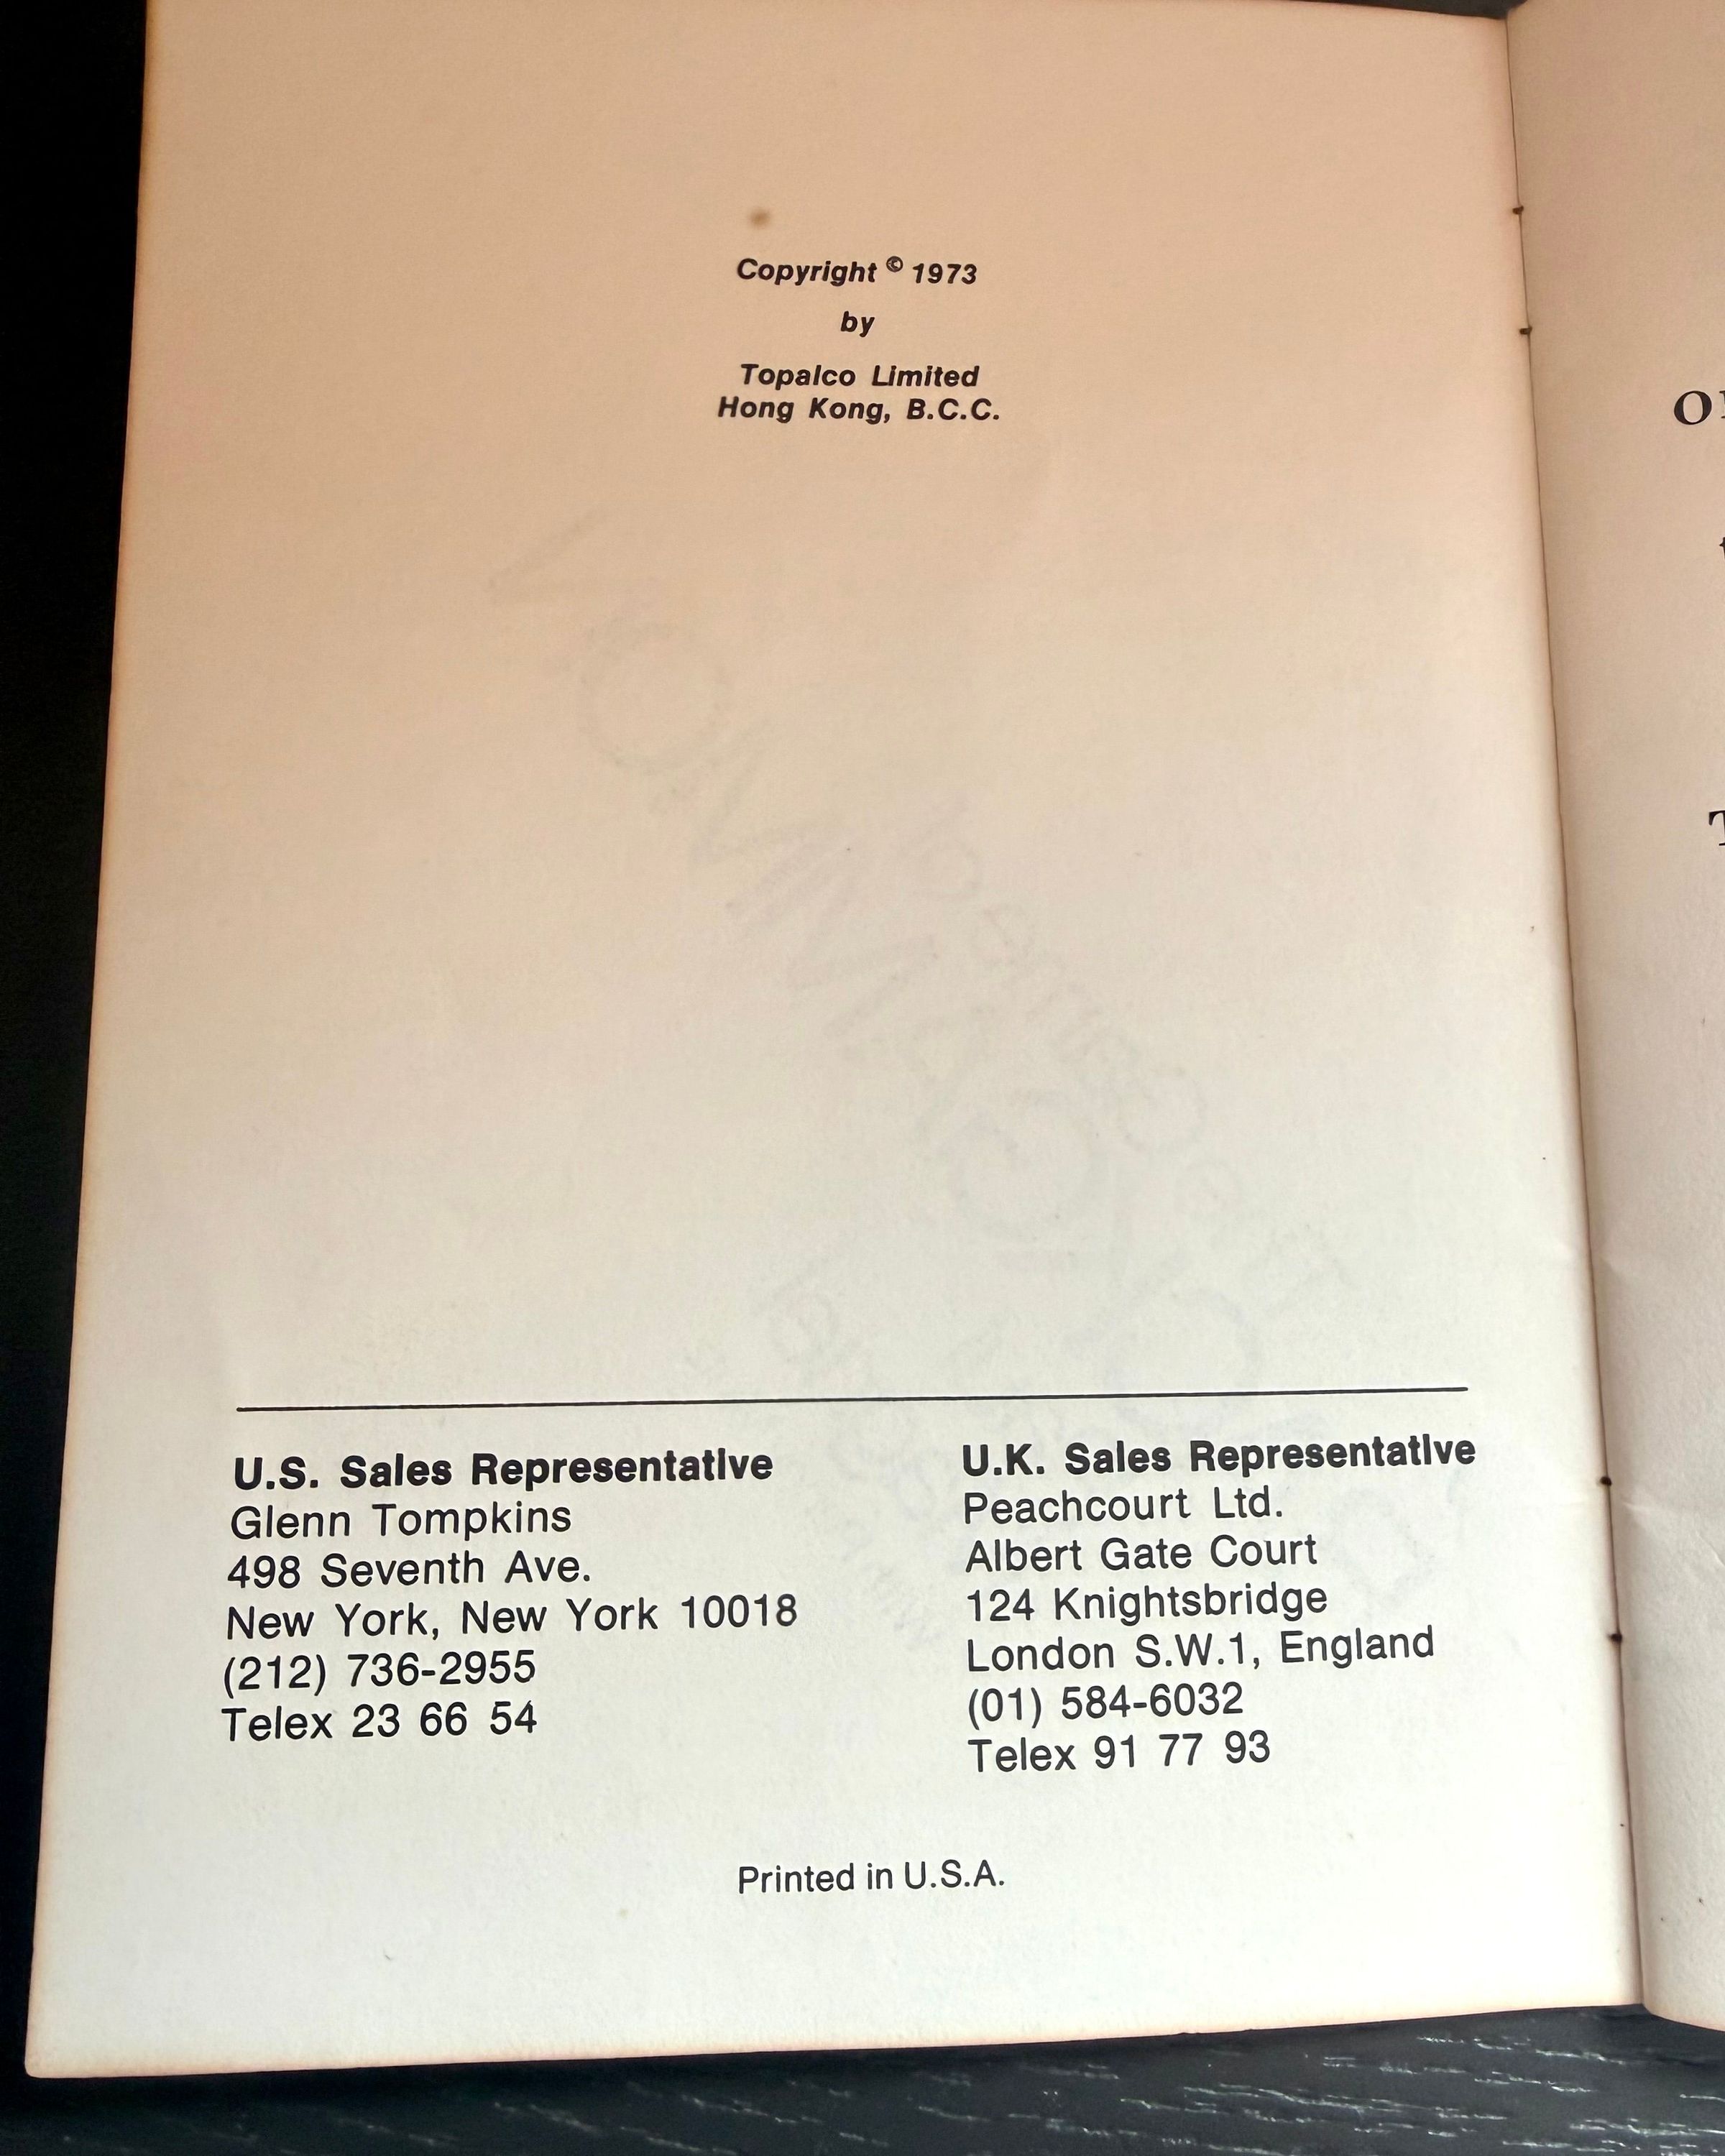 Copyright © 1973
by
Topalco Limited
Hong Kong, B.C.C.
U.S. Sales Representative
Glenn Tompkins
498 Seventh Ave.
New York, New York 10018
(212) 736-2955
Telex 23 66 54
U.K. Sales Representative
Peachcourt Ltd.
Albert Gate Court
124 Knightsbridge
London S.W.1, England
(01) 584-6032
Telex 91 77 93
Printed in U.S.A.